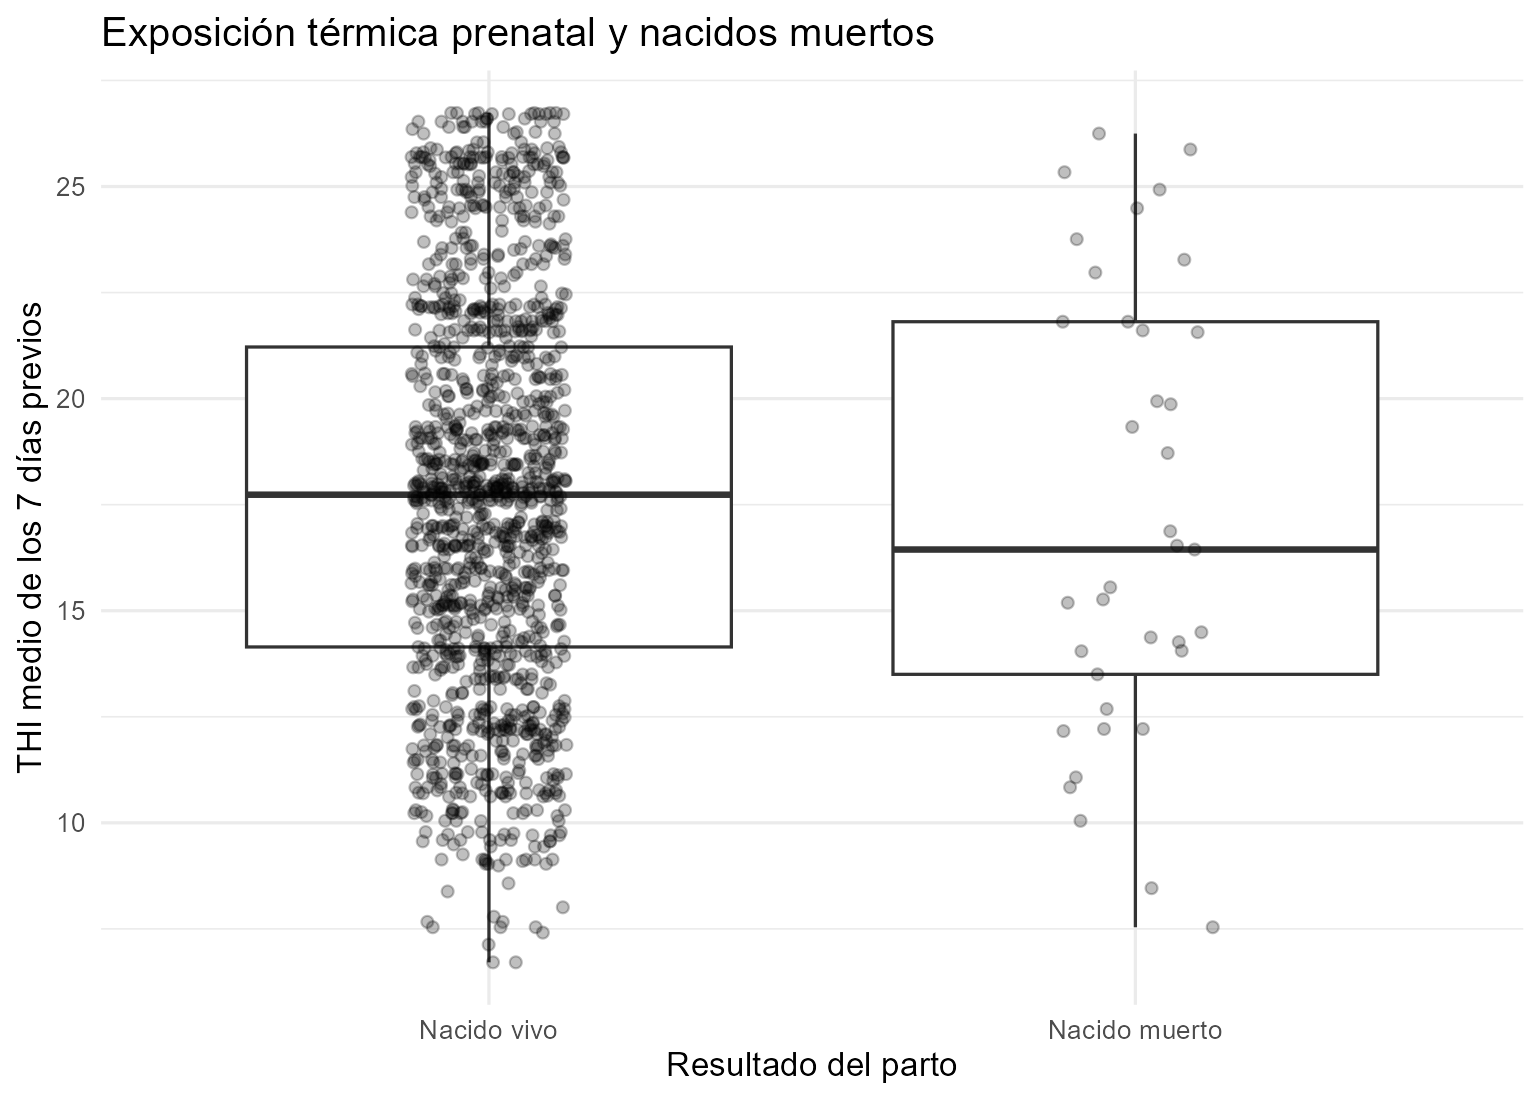 Exposición térmica prenatal y nacidos muertos
THI medio de los 7 días previos
25
20
15
10
Nacido vivo
Nacido muerto
Resultado del parto